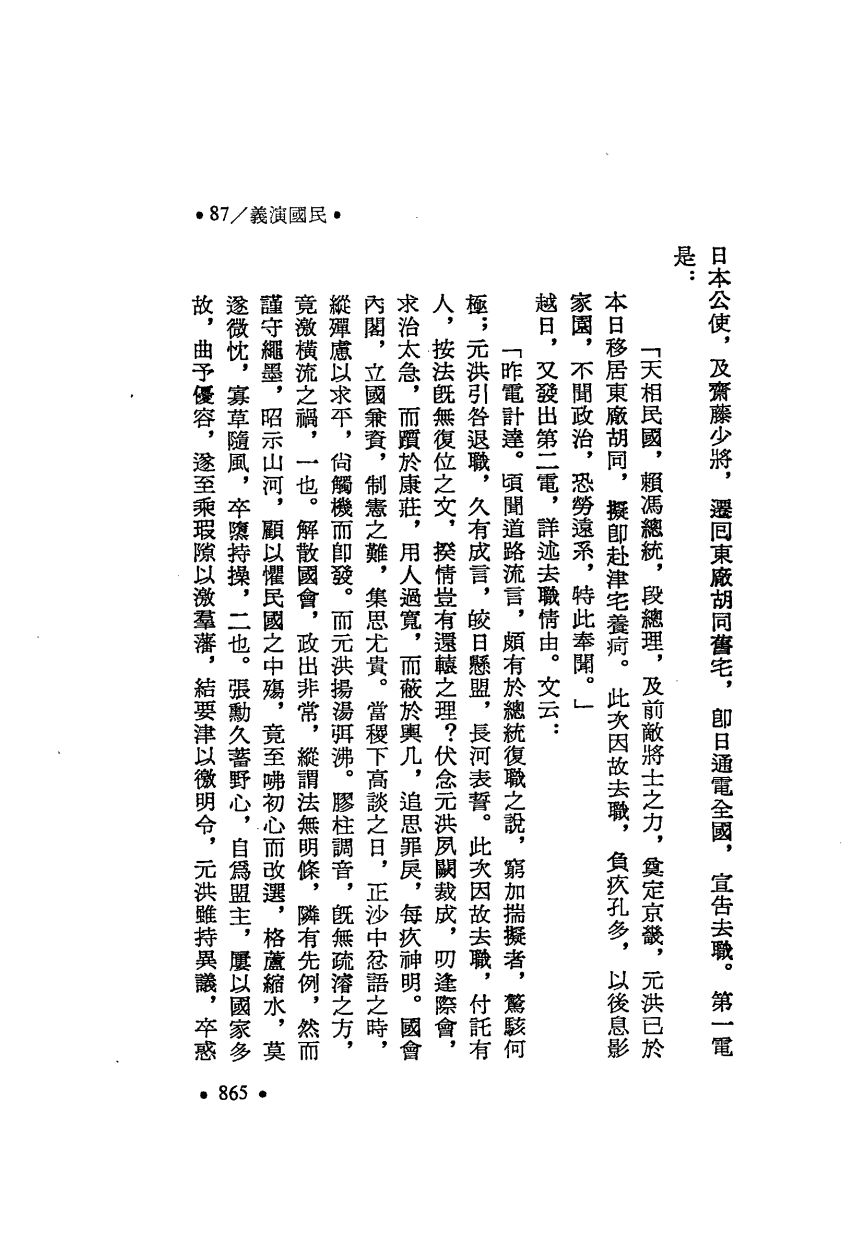 •87／義演國民•
日本公使，及齋藤少將，遷回東廠胡同舊宅，卽日通電全國，宣告去職。第一電
是：
「天相民國，賴馮總統，段總理，及前敵將士之力，奠定京畿，元洪已於
本日移居東廠胡同，擬卽赴津宅養疴。此次因故去職，負疚孔多，以後息影
家園，不聞政治，恐勞遠系，特此奉聞。」
越日，又發出第二電，詳述去職情由。文云：
「昨電計達。頃聞道路流言，頗有於總統復職之說，窮加揣擬者，驚駭何
極；元洪引咎退職，久有成言，皎日懸盟，長河表誓。此次因故去職，付託有
人，按法旣無復位之文，揆情豈有還轅之理？伏念元洪夙闕裁成，叨逢際會，
求治太急，而躓於康莊，用人過寬，而蔽於輿几，追思罪戾，每疚神明。國會
內閣，立國兼資，制憲之難，集思尤貴。當稷下高談之日，正沙中忿語之時，
縱殫慮以求平，尙觸機而卽發。而元洪揚湯弭沸。膠柱調音，旣無疏濬之方，
竟激橫流之禍，一也。解散國會，政出非常，縱謂法無明條，隣有先例，然而
謹守繩墨，昭示山河，顧以懼民國之中殤，竟至咈初心而改選，格蘆縮水，莫
遂微忱，寡草隨風，卒隳持操，二也。張勳久蓄野心，自爲盟主，屢以國家多
故，曲予優容，遂至乘瑕隙以激羣藩，結要津以徼明令，元洪雖持異議，卒惑
•865•